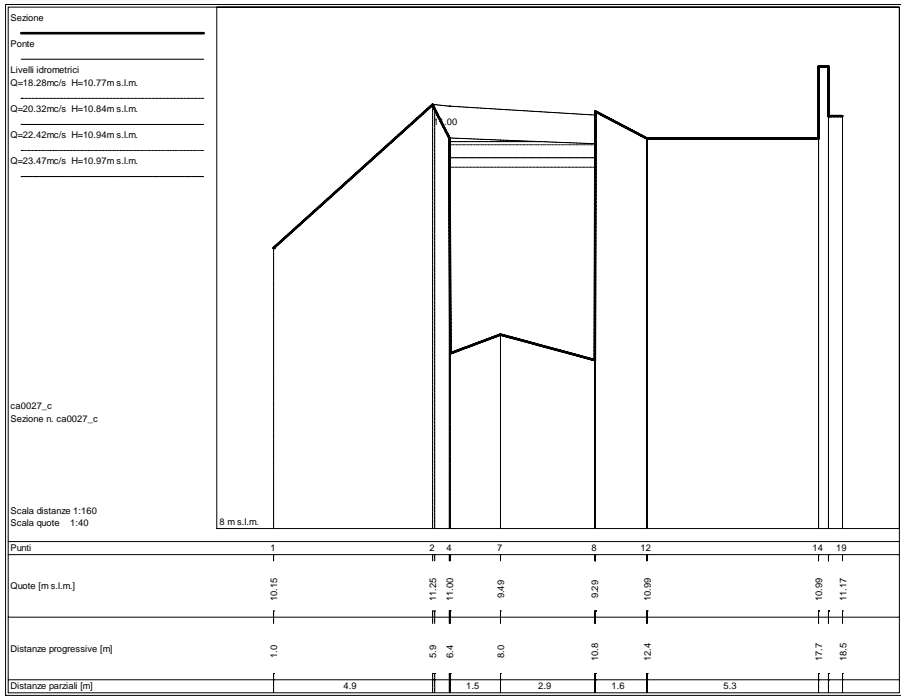 Sezione
Ponte
Livelli idrometrici
Q=18.28mc/s H=10.77m s.l.m.
Q=20.32mc/s H=10.84m s.l.m.
Q=22.42mc/s H=10.94m s.l.m.
Q=23.47mc/s H=10.97m s.l.m.
.00
ca0027_c
Sezione n. ca0027_c
Scala distanze 1:160
Scala quote 1:40
8 m s.l.m.
Punti 1 2 4 7 8 12 14 19
Quote [m s.l.m.] 10.15 11.25 11.00 9.49 9.29 10.99 10.99 11.17
Distanze progressive [m] 1.0 5.9 6.4 8.0 10.8 12.4 17.7 18.5
Distanze parziali [m] 4.9 1.5 2.9 1.6 5.3